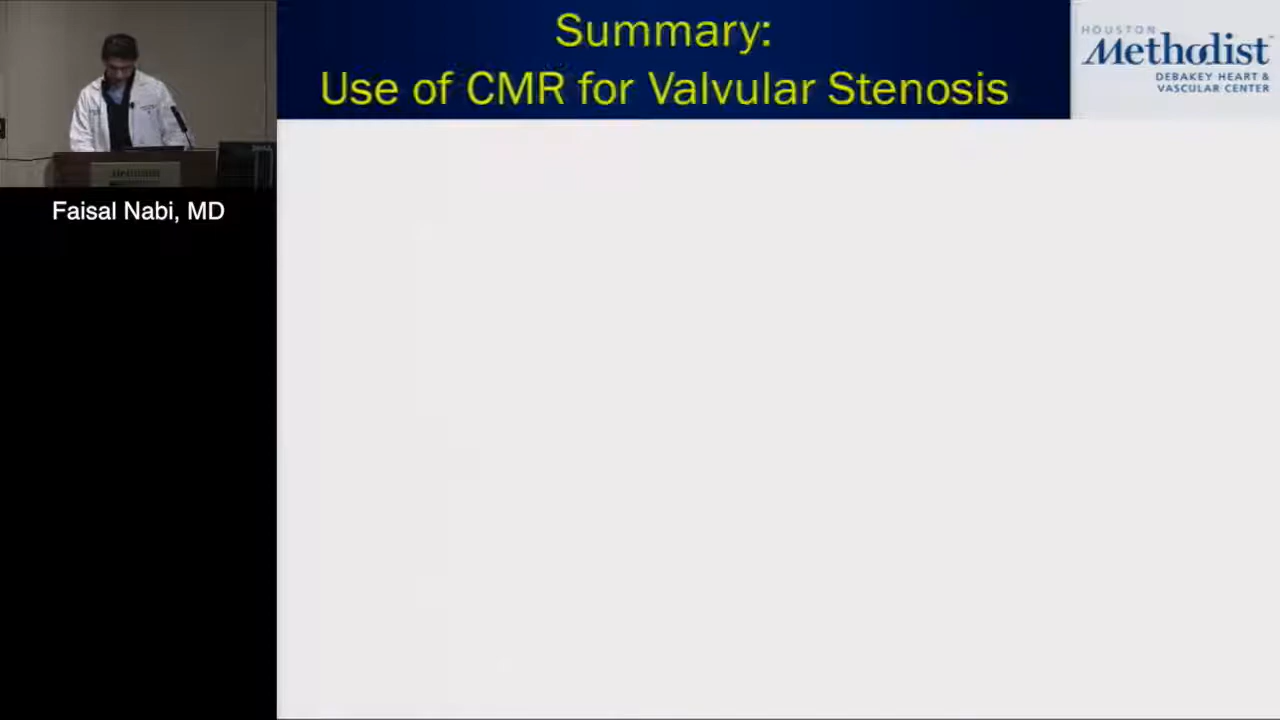 Summary:
Use of CMR for Valvular Stenosis
HOUSTON
Methodist
DEBAKEY HEART &
VASCULAR CENTER
Faisal Nabi, MD